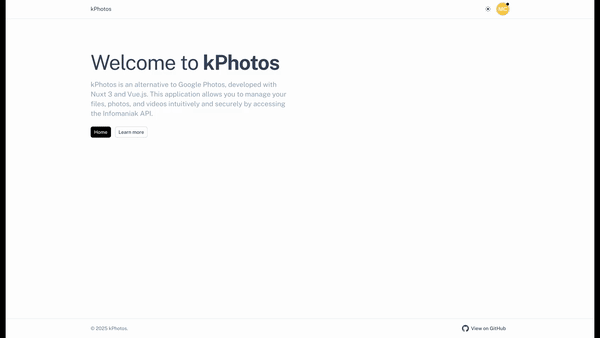 kPhotos
MC
Welcome to kPhotos
kPhotos is an alternative to Google Photos, developed with
Nuxt 3 and Vue.js. This application allows you to manage your
files, photos, and videos intuitively and securely by accessing
the Infomaniak API.
Home
Learn more
© 2025 kPhotos.
View on GitHub